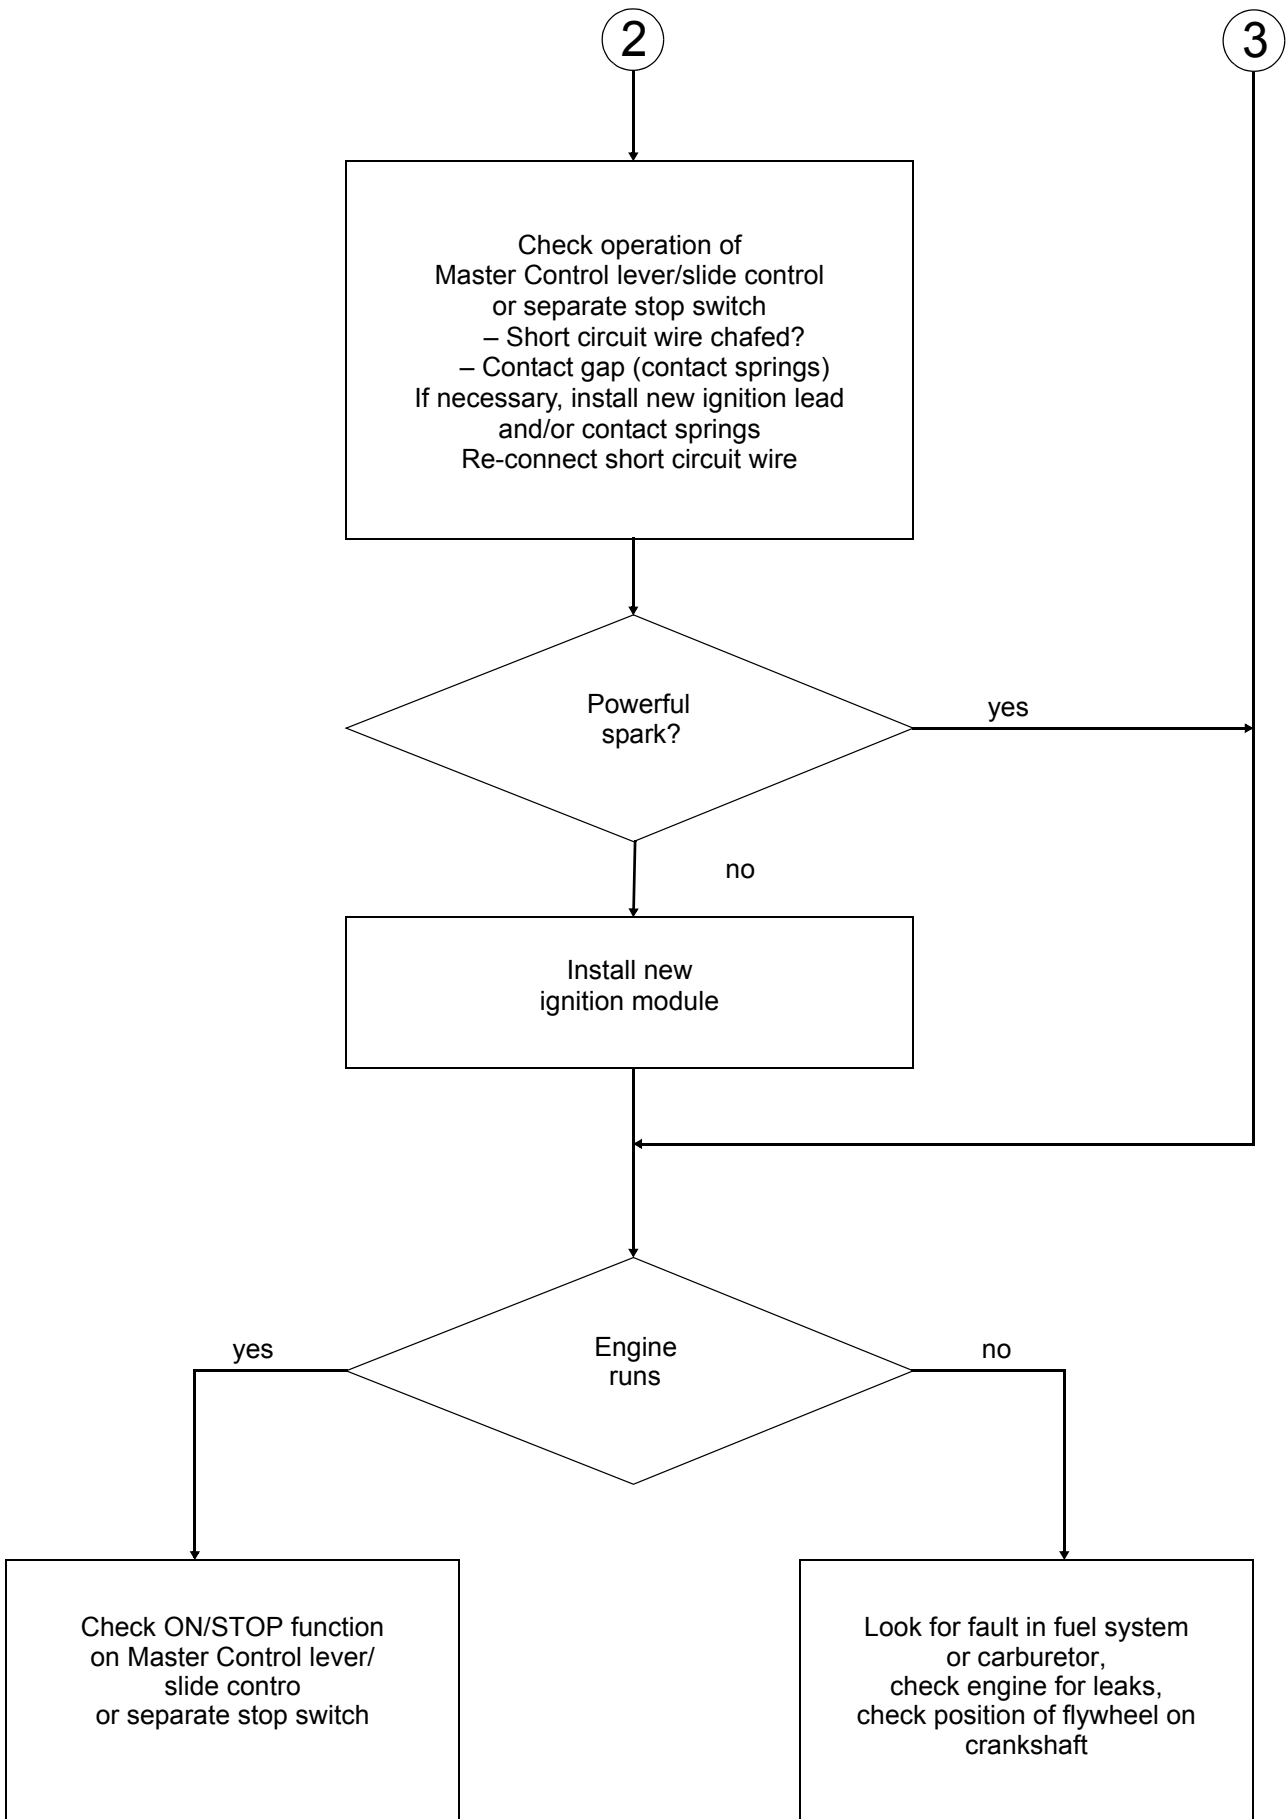 2
3
Check operation of
Master Control lever/slide control
or separate stop switch
– Short circuit wire chafed?
– Contact gap (contact springs)
If necessary, install new ignition lead
and/or contact springs
Re-connect short circuit wire
Powerful
spark?
yes
no
Install new
ignition module
Engine
runs
yes
no
Check ON/STOP function
on Master Control lever/
slide contro
or separate stop switch
Look for fault in fuel system
or carburetor,
check engine for leaks,
check position of flywheel on
crankshaft